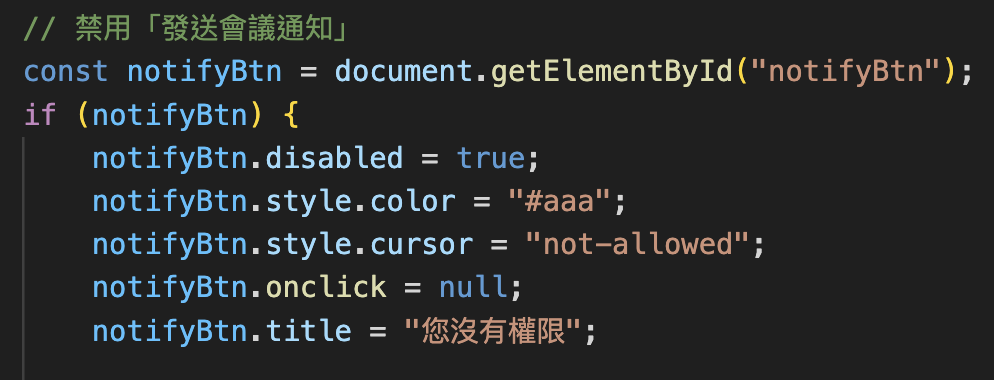 // 禁用「發送會議通知」
const notifyBtn = document.getElementById("notifyBtn");
if (notifyBtn) {
    notifyBtn.disabled = true;
    notifyBtn.style.color = "#aaa";
    notifyBtn.style.cursor = "not-allowed";
    notifyBtn.onclick = null;
    notifyBtn.title = "您沒有權限";